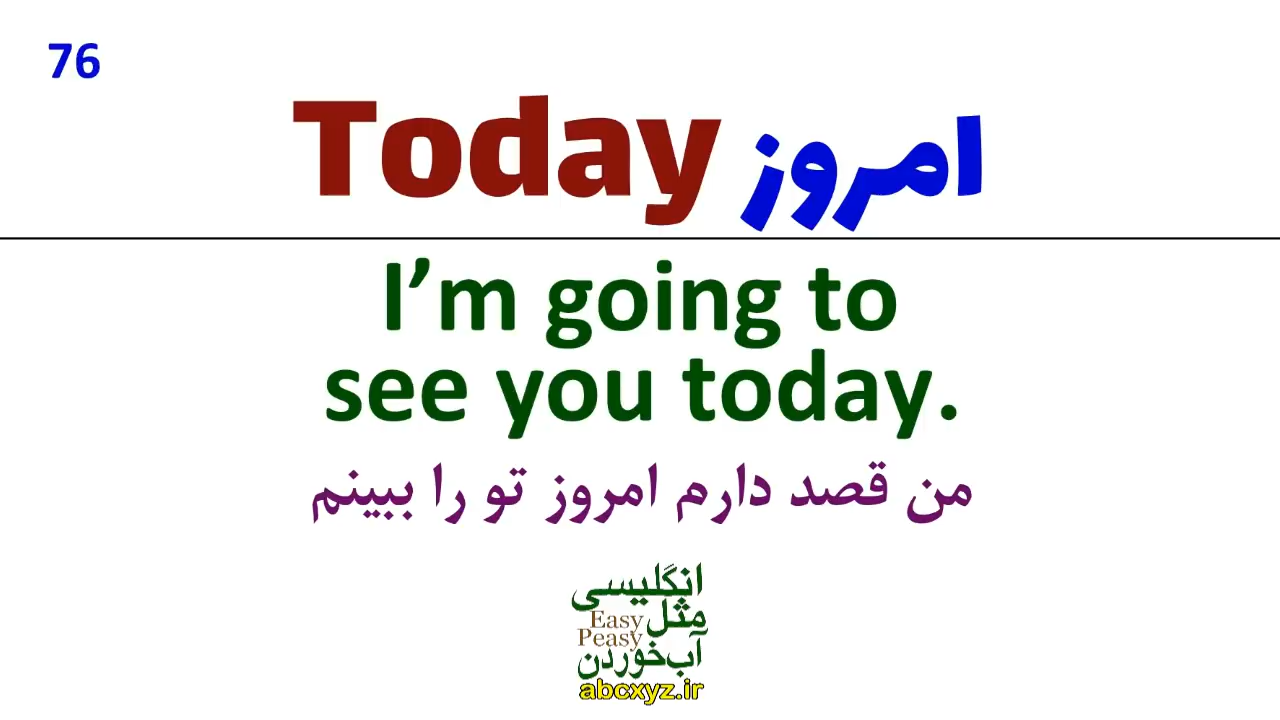 76
Today امروز
I’m going to
see you today.
من قصد دارم امروز تو را ببینم
انگلیسی
مثل
Easy
Peasy
آب‌خوردن
abcxyz.ir